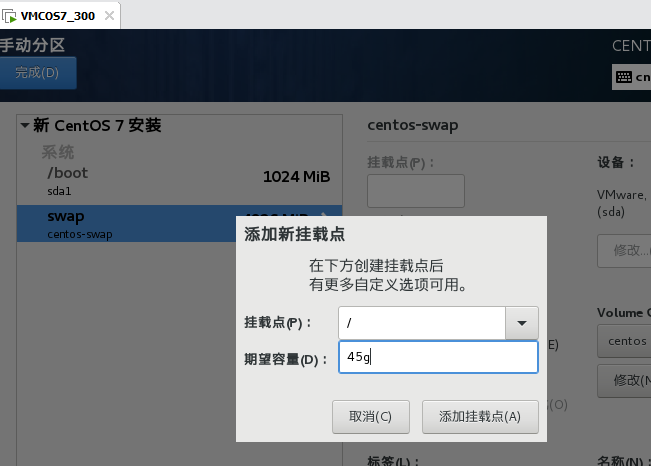 VMCOS7_300
手动分区
CENT
完成(D)
cn
新 CentOS 7 安装
centos-swap
系统
挂载点(P)：
设备：
/boot
1024 MiB
sda1
VMware,
(sda)
swap
centos-swap
添加新挂载点
修改...(
在下方创建挂载点后
有更多自定义选项可用。
挂载点(P)：
/
Volume G
(E)
centos
期望容量(D)：
45g
修改(M
(O)
取消(C)
添加挂载点(A)
标签(L)：
名称(N)：